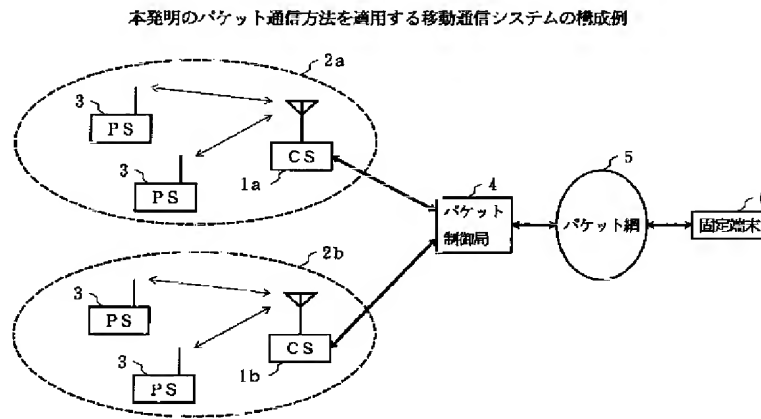 本発明のパケット通信方法を適用する移動通信システムの構成例
2a
3
PS
3
PS
CS
1a
4
パケット
制御局
5
パケット網
固定端末
2b
3
PS
3
PS
CS
1b